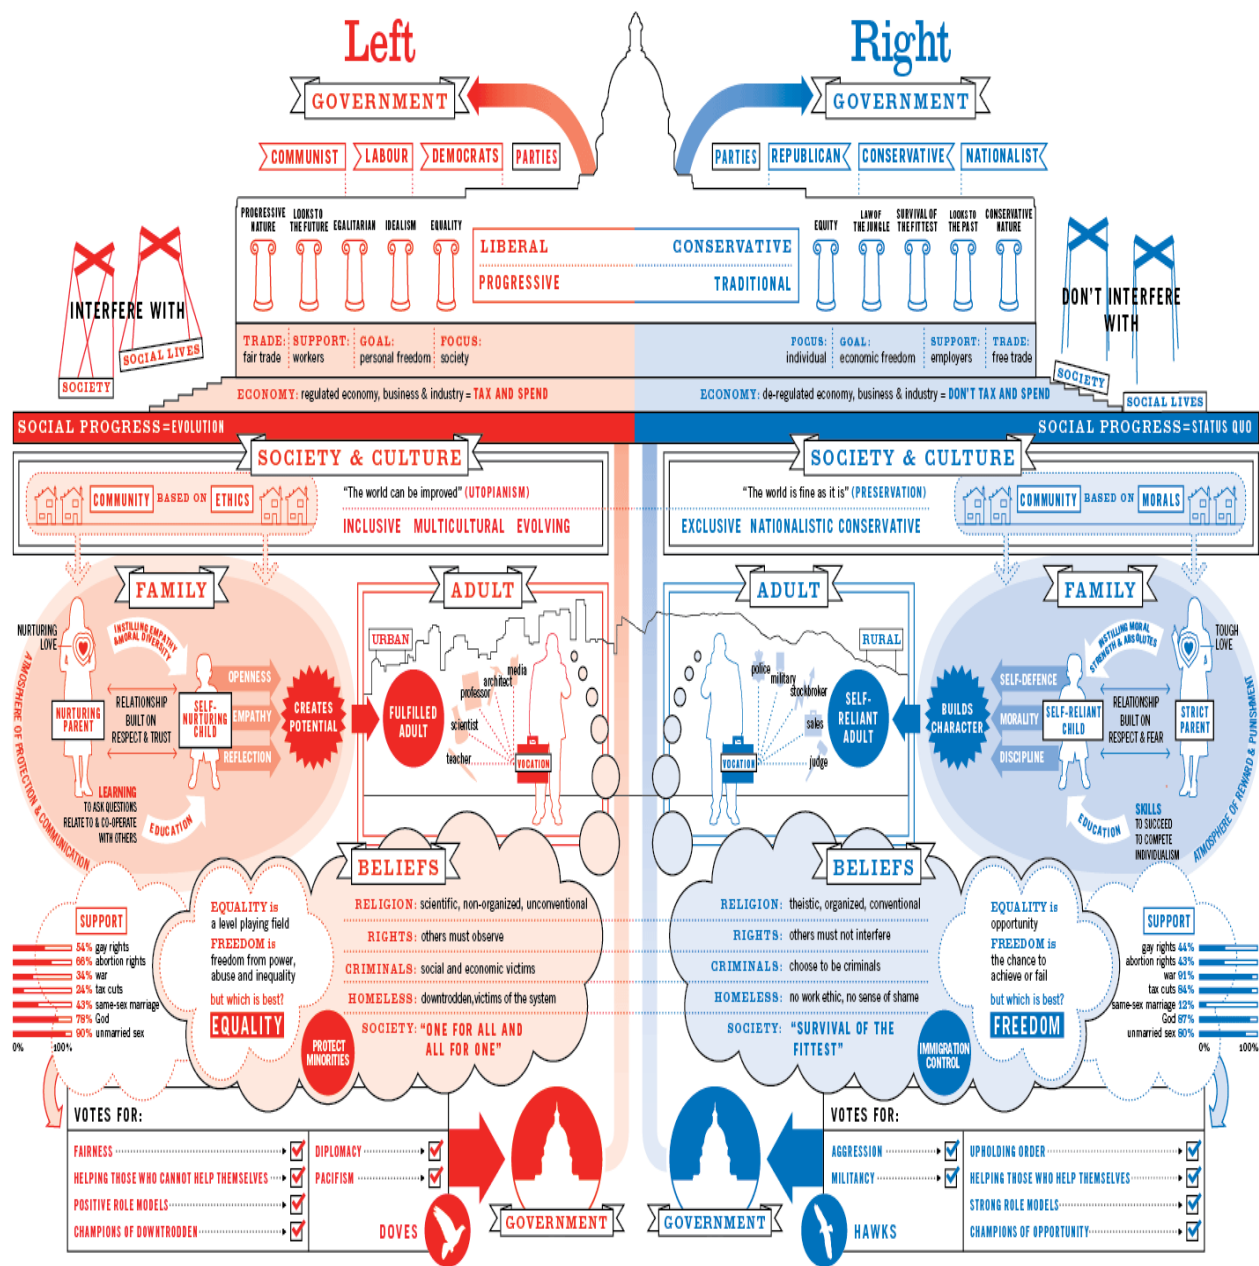 Left
Right
GOVERNMENT
GOVERNMENT
COMMUNIST
LABOUR
DEMOCRATS
PARTIES
PARTIES
REPUBLICAN
CONSERVATIVE
NATIONALIST
PROGRESSIVE
NATURE
LOOKS TO
THE FUTURE
EGALITARIAN
IDEALISM
EQUALITY
LIBERAL
CONSERVATIVE
PROGRESSIVE
TRADITIONAL
EQUITY
LAW OF
THE JUNGLE
SURVIVAL OF
THE FITTEST
LOOKS TO
THE PAST
CONSERVATIVE
NATURE
INTERFERE WITH
SOCIETY
SOCIAL LIVES
DON'T INTERFERE
WITH
SOCIETY
SOCIAL LIVES
TRADE:
fair trade
SUPPORT:
workers
GOAL:
personal freedom
FOCUS:
society
FOCUS:
individual
GOAL:
economic freedom
SUPPORT:
employers
TRADE:
free trade
ECONOMY: regulated economy, business & industry = TAX AND SPEND
ECONOMY: de-regulated economy, business & industry = DON'T TAX AND SPEND
SOCIAL PROGRESS = EVOLUTION
SOCIAL PROGRESS = STATUS QUO
SOCIETY & CULTURE
COMMUNITY BASED ON ETHICS
"The world can be improved" (UTOPIANISM)
INCLUSIVE MULTICULTURAL EVOLVING
SOCIETY & CULTURE
"The world is fine as it is" (PRESERVATION)
EXCLUSIVE NATIONALISTIC CONSERVATIVE
COMMUNITY BASED ON MORALS
FAMILY
NURTURING
LOVE
INSTILLING EMPATHY
& MORAL DIVERSITY
ATMOSPHERE OF PROTECTION & COMMUNICATION
NURTURING
PARENT
RELATIONSHIP
BUILT ON
RESPECT & TRUST
SELF-
NURTURING
CHILD
OPENNESS
EMPATHY
REFLECTION
CREATES
POTENTIAL
LEARNING
TO ASK QUESTIONS
RELATE TO & CO-OPERATE
WITH OTHERS
EDUCATION
ADULT
URBAN
FULFILLED
ADULT
media
architect
professor
scientist
teacher
VOCATION
ADULT
RURAL
police
military
stockbroker
sales
judge
VOCATION
SELF-
RELIANT
ADULT
FAMILY
TOUGH
LOVE
INSTILLING MORAL
STRENGTH & ABSOLUTES
BUILDS
CHARACTER
SELF-DEFENCE
MORALITY
DISCIPLINE
SELF-RELIANT
CHILD
RELATIONSHIP
BUILT ON
RESPECT & FEAR
STRICT
PARENT
EDUCATION
SKILLS
TO SUCCEED
TO COMPETE
INDIVIDUALISM
ATMOSPHERE OF REWARD & PUNISHMENT
SUPPORT
54% gay rights
66% abortion rights
34% war
24% tax cuts
43% same-sex marriage
78% God
90% unmarried sex
0% 100%
EQUALITY is
a level playing field
FREEDOM is
freedom from power,
abuse and inequality
but which is best?
EQUALITY
BELIEFS
RELIGION: scientific, non-organized, unconventional
RIGHTS: others must observe
CRIMINALS: social and economic victims
HOMELESS: downtrodden,victims of the system
SOCIETY: "ONE FOR ALL AND
ALL FOR ONE"
PROTECT
MINORITIES
BELIEFS
RELIGION: theistic, organized, conventional
RIGHTS: others must not interfere
CRIMINALS: choose to be criminals
HOMELESS: no work ethic, no sense of shame
SOCIETY: "SURVIVAL OF THE
FITTEST"
IMMIGRATION
CONTROL
EQUALITY is
opportunity
FREEDOM is
the chance to
achieve or fail
but which is best?
FREEDOM
SUPPORT
gay rights 44%
abortion rights 43%
war 91%
tax cuts 84%
same-sex marriage 12%
God 87%
unmarried sex 80%
0% 100%
VOTES FOR:
FAIRNESS
HELPING THOSE WHO CANNOT HELP THEMSELVES
POSITIVE ROLE MODELS
CHAMPIONS OF DOWNTRODDEN
DIPLOMACY
PACIFISM
DOVES
GOVERNMENT
GOVERNMENT
VOTES FOR:
AGGRESSION
MILITANCY
HAWKS
UPHOLDING ORDER
HELPING THOSE WHO HELP THEMSELVES
STRONG ROLE MODELS
CHAMPIONS OF OPPORTUNITY